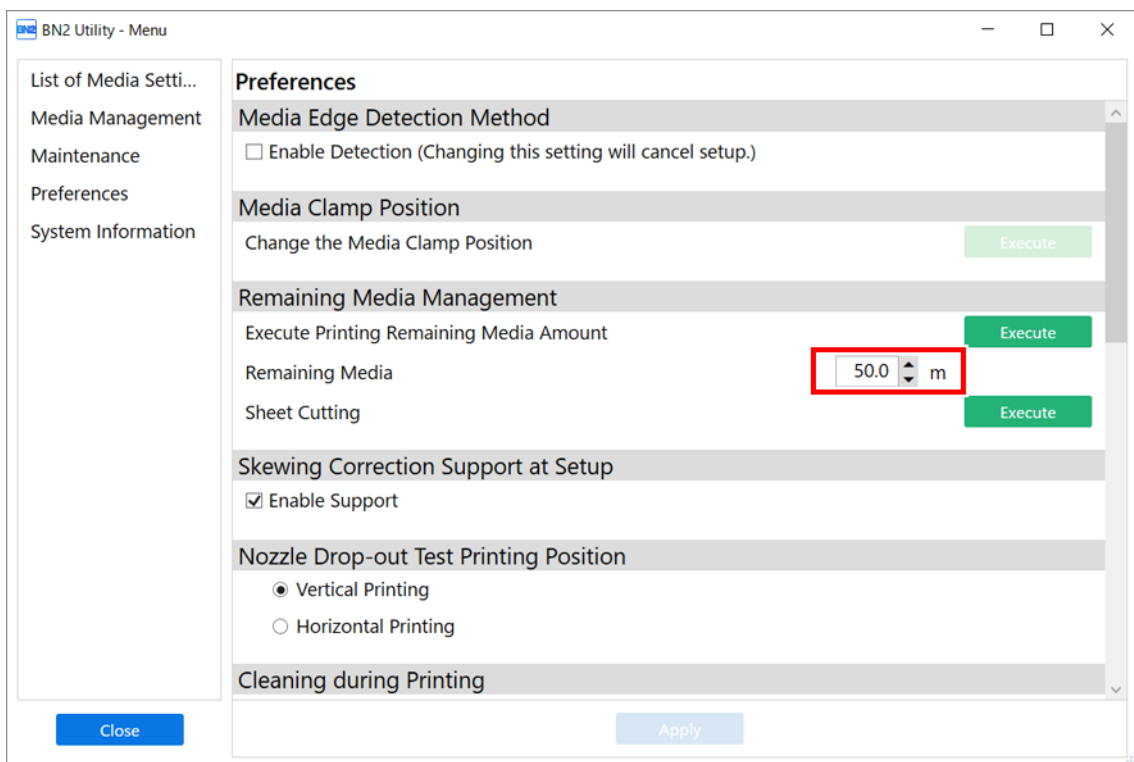 BN2 BN2 Utility - Menu
List of Media Setti...
Media Management
Maintenance
Preferences
System Information
Close
Preferences
Media Edge Detection Method
Enable Detection (Changing this setting will cancel setup.)
Media Clamp Position
Change the Media Clamp Position Execute
Remaining Media Management
Execute Printing Remaining Media Amount Execute
Remaining Media 50.0 m
Sheet Cutting Execute
Skewing Correction Support at Setup
Enable Support
Nozzle Drop-out Test Printing Position
Vertical Printing
Horizontal Printing
Cleaning during Printing
Apply